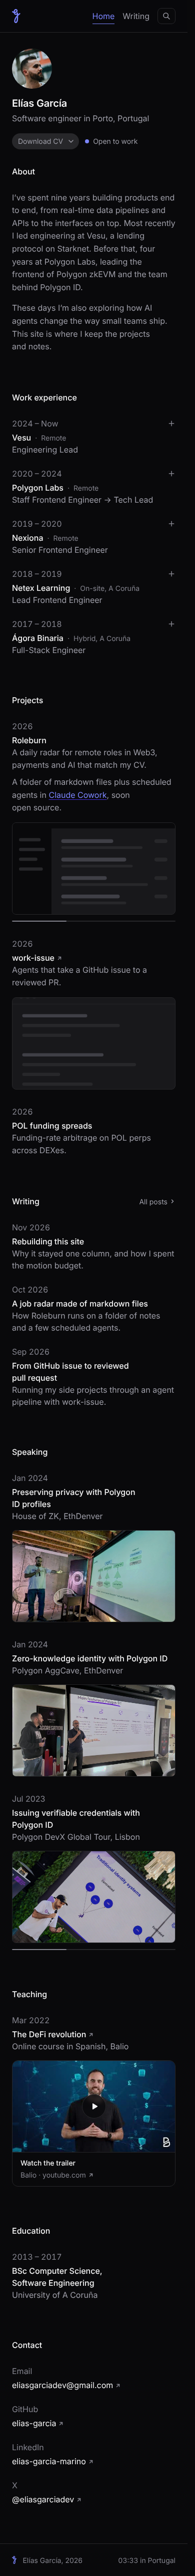 Home Writing
Elías García
Software engineer in Porto, Portugal
Download CV
Open to work
About
I've spent nine years building products end
to end, from real-time data pipelines and
APIs to the interfaces on top. Most recently
I led engineering at Vesu, a lending
protocol on Starknet. Before that, four
years at Polygon Labs, leading the
frontend of Polygon zkEVM and the team
behind Polygon ID.
These days I'm also exploring how AI
agents change the way small teams ship.
This site is where I keep the projects
and notes.
Work experience
2024 – Now
Vesu · Remote
Engineering Lead
2020 – 2024
Polygon Labs · Remote
Staff Frontend Engineer → Tech Lead
2019 – 2020
Nexiona · Remote
Senior Frontend Engineer
2018 – 2019
Netex Learning · On-site, A Coruña
Lead Frontend Engineer
2017 – 2018
Ágora Binaria · Hybrid, A Coruña
Full-Stack Engineer
Projects
2026
Roleburn
A daily radar for remote roles in Web3,
payments and AI that match my CV.
A folder of markdown files plus scheduled
agents in Claude Cowork, soon
open source.
2026
work-issue ↗
Agents that take a GitHub issue to a
reviewed PR.
2026
POL funding spreads
Funding-rate arbitrage on POL perps
across DEXes.
Writing
All posts
Nov 2026
Rebuilding this site
Why it stayed one column, and how I spent
the motion budget.
Oct 2026
A job radar made of markdown files
How Roleburn runs on a folder of notes
and a few scheduled agents.
Sep 2026
From GitHub issue to reviewed
pull request
Running my side projects through an agent
pipeline with work-issue.
Speaking
Jan 2024
Preserving privacy with Polygon
ID profiles
House of ZK, EthDenver
Jan 2024
Zero-knowledge identity with Polygon ID
Polygon AggCave, EthDenver
Jul 2023
Issuing verifiable credentials with
Polygon ID
Polygon DevX Global Tour, Lisbon
Traditional identity systems
Teaching
Mar 2022
The DeFi revolution ↗
Online course in Spanish, Balio
Watch the trailer
Balio · youtube.com ↗
Education
2013 – 2017
BSc Computer Science,
Software Engineering
University of A Coruña
Contact
Email
eliasgarciadev@gmail.com ↗
GitHub
elias-garcia ↗
LinkedIn
elias-garcia-marino ↗
X
@eliasgarciadev ↗
Elías García, 2026
03:33 in Portugal